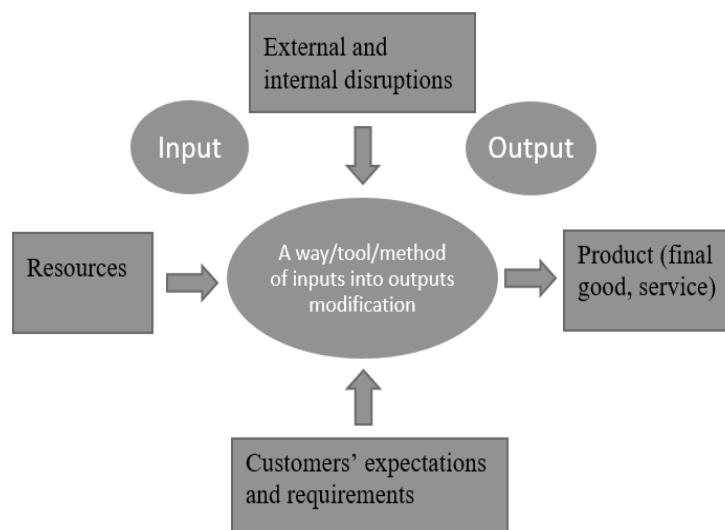 External and
internal disruptions
Input
Output
Resources
A way/tool/method
of inputs into outputs
modification
Product (final
good, service)
Customers’ expectations
and requirements